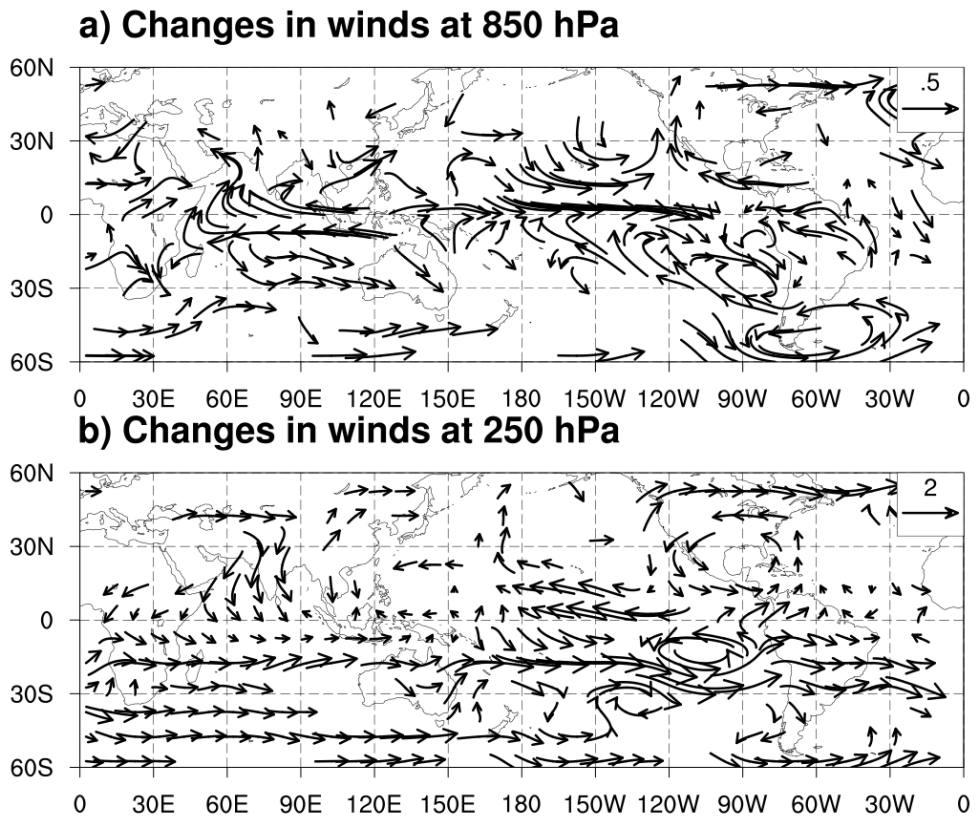 a) Changes in winds at 850 hPa
60N
.5
30N
0
30S
60S
0 30E 60E 90E 120E 150E 180 150W 120W 90W 60W 30W 0
b) Changes in winds at 250 hPa
60N
2
30N
0
30S
60S
0 30E 60E 90E 120E 150E 180 150W 120W 90W 60W 30W 0